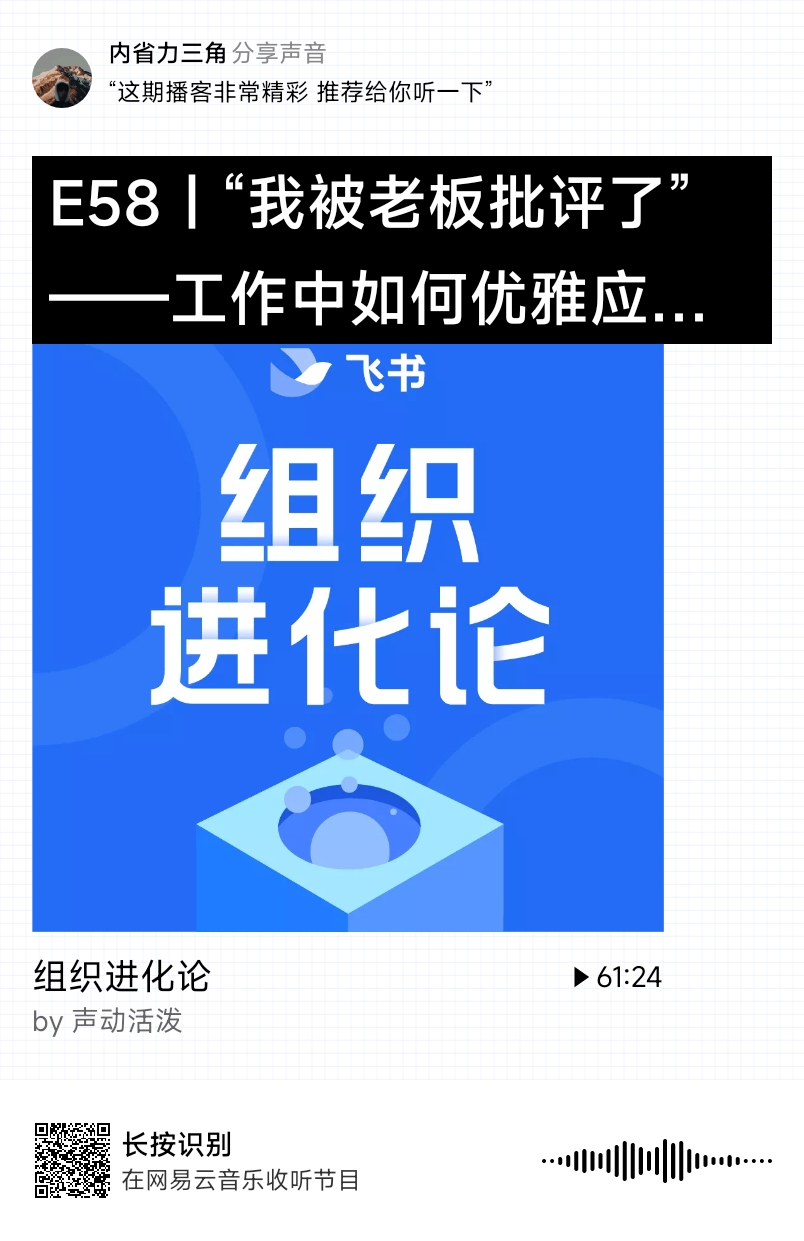 内省力三角 分享声音
“这期播客非常精彩 推荐给你听一下”
E58丨“我被老板批评了”
——工作中如何优雅应...
飞书
组织
进化论
组织进化论
61:24
by 声动活泼
长按识别
在网易云音乐收听节目